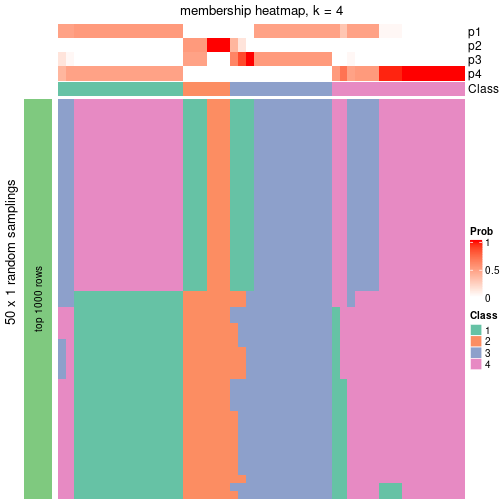 membership heatmap, k = 4
p1
p2
p3
p4
Class
50 x 1 random samplings
top 1000 rows
Prob
1
0.5
0
Class
1
2
3
4